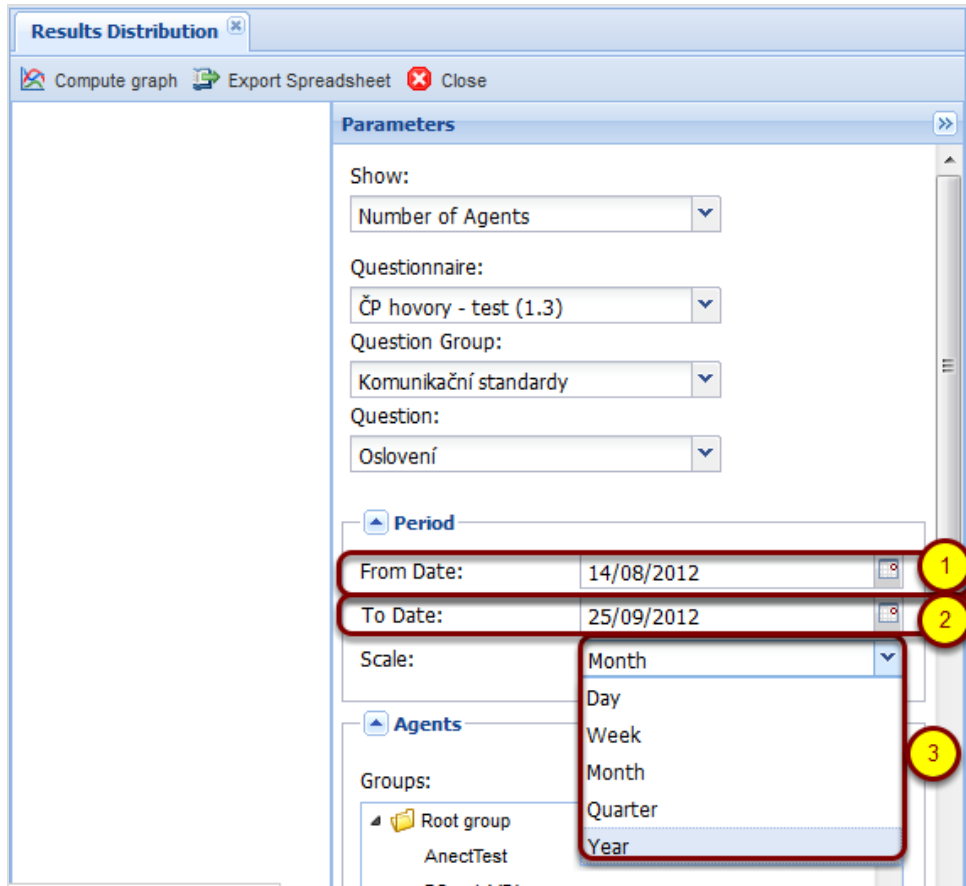 Results Distribution
Compute graph Export Spreadsheet Close
Parameters
Show:
Number of Agents
Questionnaire:
ČP hovory - test (1.3)
Question Group:
Komunikační standardy
Question:
Oslovení
Period
From Date: 14/08/2012 1
To Date: 25/09/2012 2
Scale: Month
Day
Week
Month
Quarter
Year
3
Agents
Groups:
Root group
AnectTest